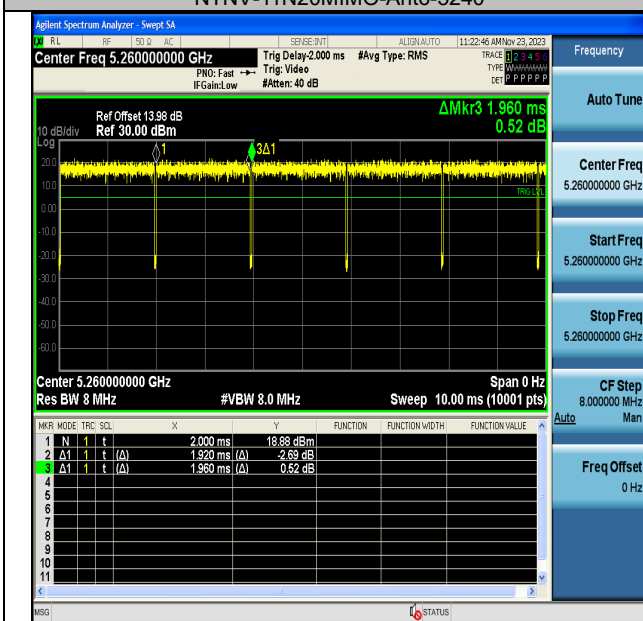 NTNV-11N20MIMO-Ant6-5240
Agilent Spectrum Analyzer - Swept SA
RL RF 50 Ω AC SENSE:INT ALIGN AUTO 11:22:46 AM Nov 23, 2023
Center Freq 5.260000000 GHz
PNO: Fast
IFGain:Low
Trig Delay-2.000 ms
Trig: Video
#Atten: 40 dB
#Avg Type: RMS
TRACE 1 2 3 4 5 6
TYPE W
DET P P P P P P
Frequency
Auto Tune
Center Freq
5.260000000 GHz
Start Freq
5.260000000 GHz
Stop Freq
5.260000000 GHz
CF Step
8.000000 MHz
Auto Man
Freq Offset
0 Hz
ΔMkr3 1.960 ms
0.52 dB
Ref Offset 13.98 dB
10 dB/div Ref 30.00 dBm
Log
1
3Δ1
TRIG LVL
20.0
10.0
0.00
-10.0
-20.0
-30.0
-40.0
-50.0
-60.0
Center 5.260000000 GHz Span 0 Hz
Res BW 8 MHz #VBW 8.0 MHz Sweep 10.00 ms (10001 pts)
MKR MODE TRC SCL X Y FUNCTION FUNCTION WIDTH FUNCTION VALUE
1 N 1 t 2.000 ms 18.88 dBm
2 Δ1 1 t (Δ) 1.920 ms (Δ) -2.69 dB
3 Δ1 1 t (Δ) 1.960 ms (Δ) 0.52 dB
4
5
6
7
8
9
10
11
MSG STATUS